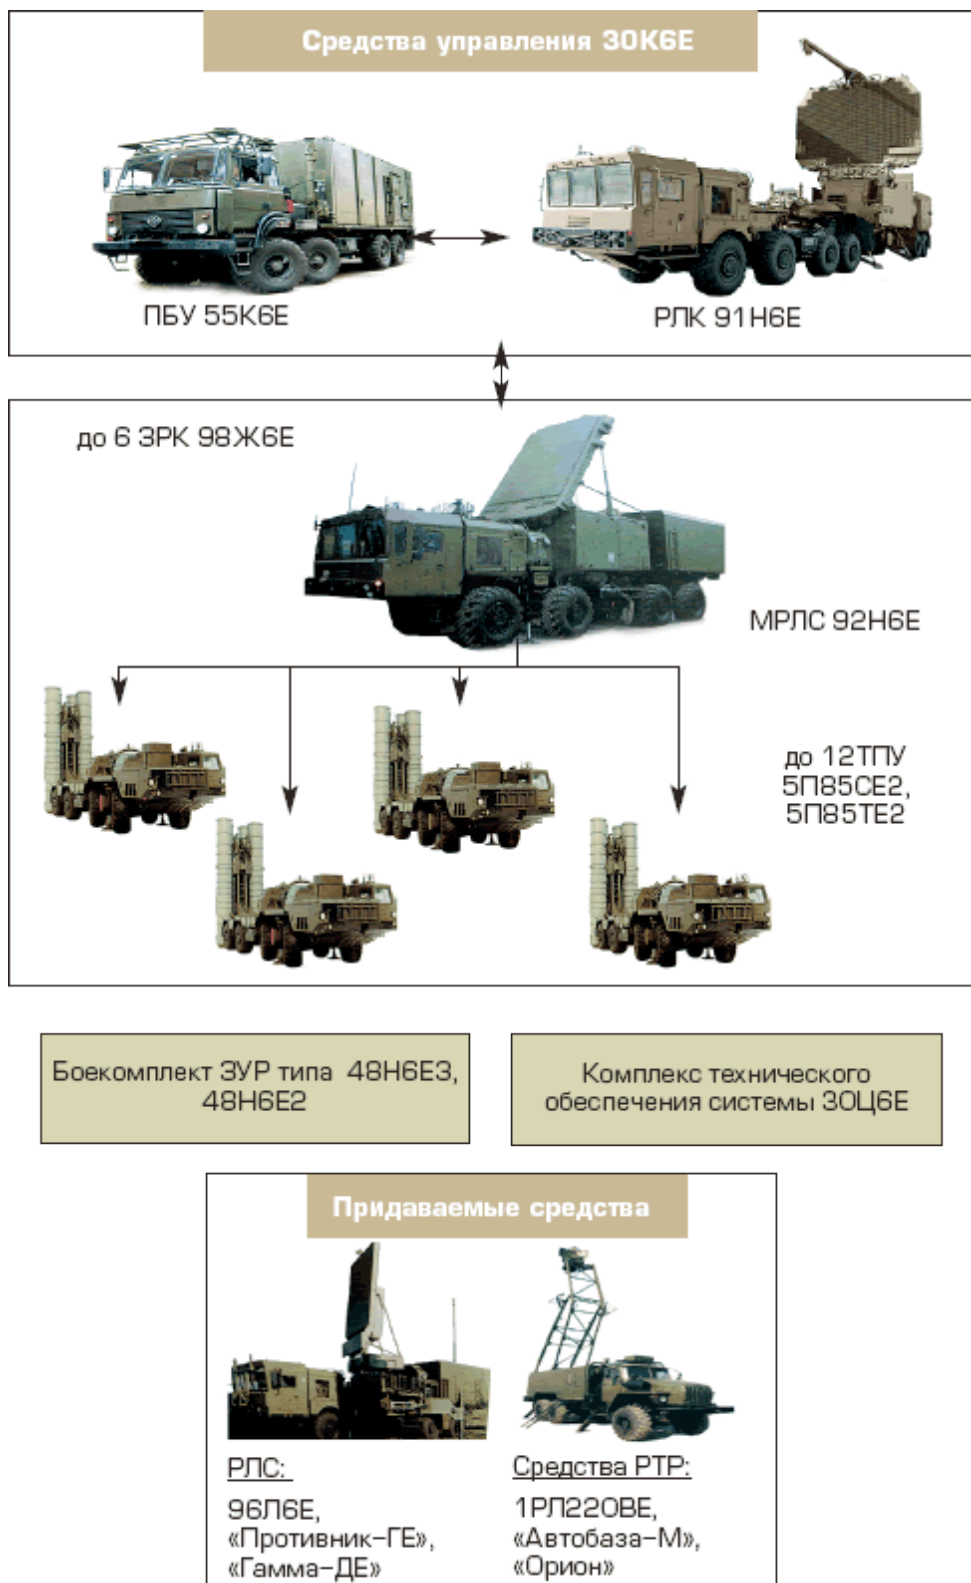 Средства управления 30К6Е
ПБУ 55К6Е
РЛК 91Н6Е
до 6 ЗРК 98Ж6Е
МРЛС 92Н6Е
до 12ТПУ
5П85СЕ2,
5П85ТЕ2
Боекомплект ЗУР типа 48Н6Е3,
48Н6Е2
Комплекс технического
обеспечения системы 30Ц6Е
Придаваемые средства
РЛС:
96Л6Е,
«Противник-ГЕ»,
«Гамма-ДЕ»
Средства РТР:
1РЛ220ВЕ,
«Автобаза-М»,
«Орион»